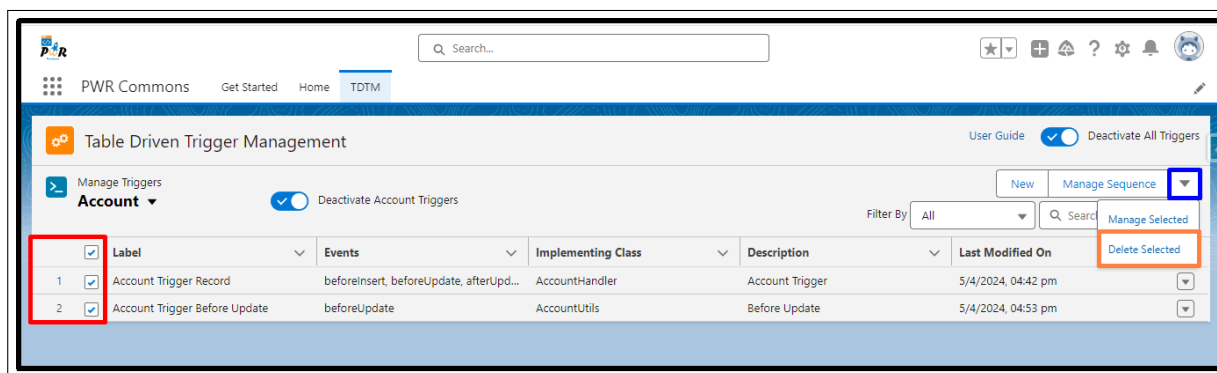 PWR
Search...
PWR Commons Get Started Home TDTM
Table Driven Trigger Management
User Guide Deactivate All Triggers
Manage Triggers
Account
Deactivate Account Triggers
New Manage Sequence
Filter By All Search
Manage Selected
Delete Selected
Label Events Implementing Class Description Last Modified On
1 Account Trigger Record beforeInsert, beforeUpdate, afterUpd... AccountHandler Account Trigger 5/4/2024, 04:42 pm
2 Account Trigger Before Update beforeUpdate AccountUtils Before Update 5/4/2024, 04:53 pm